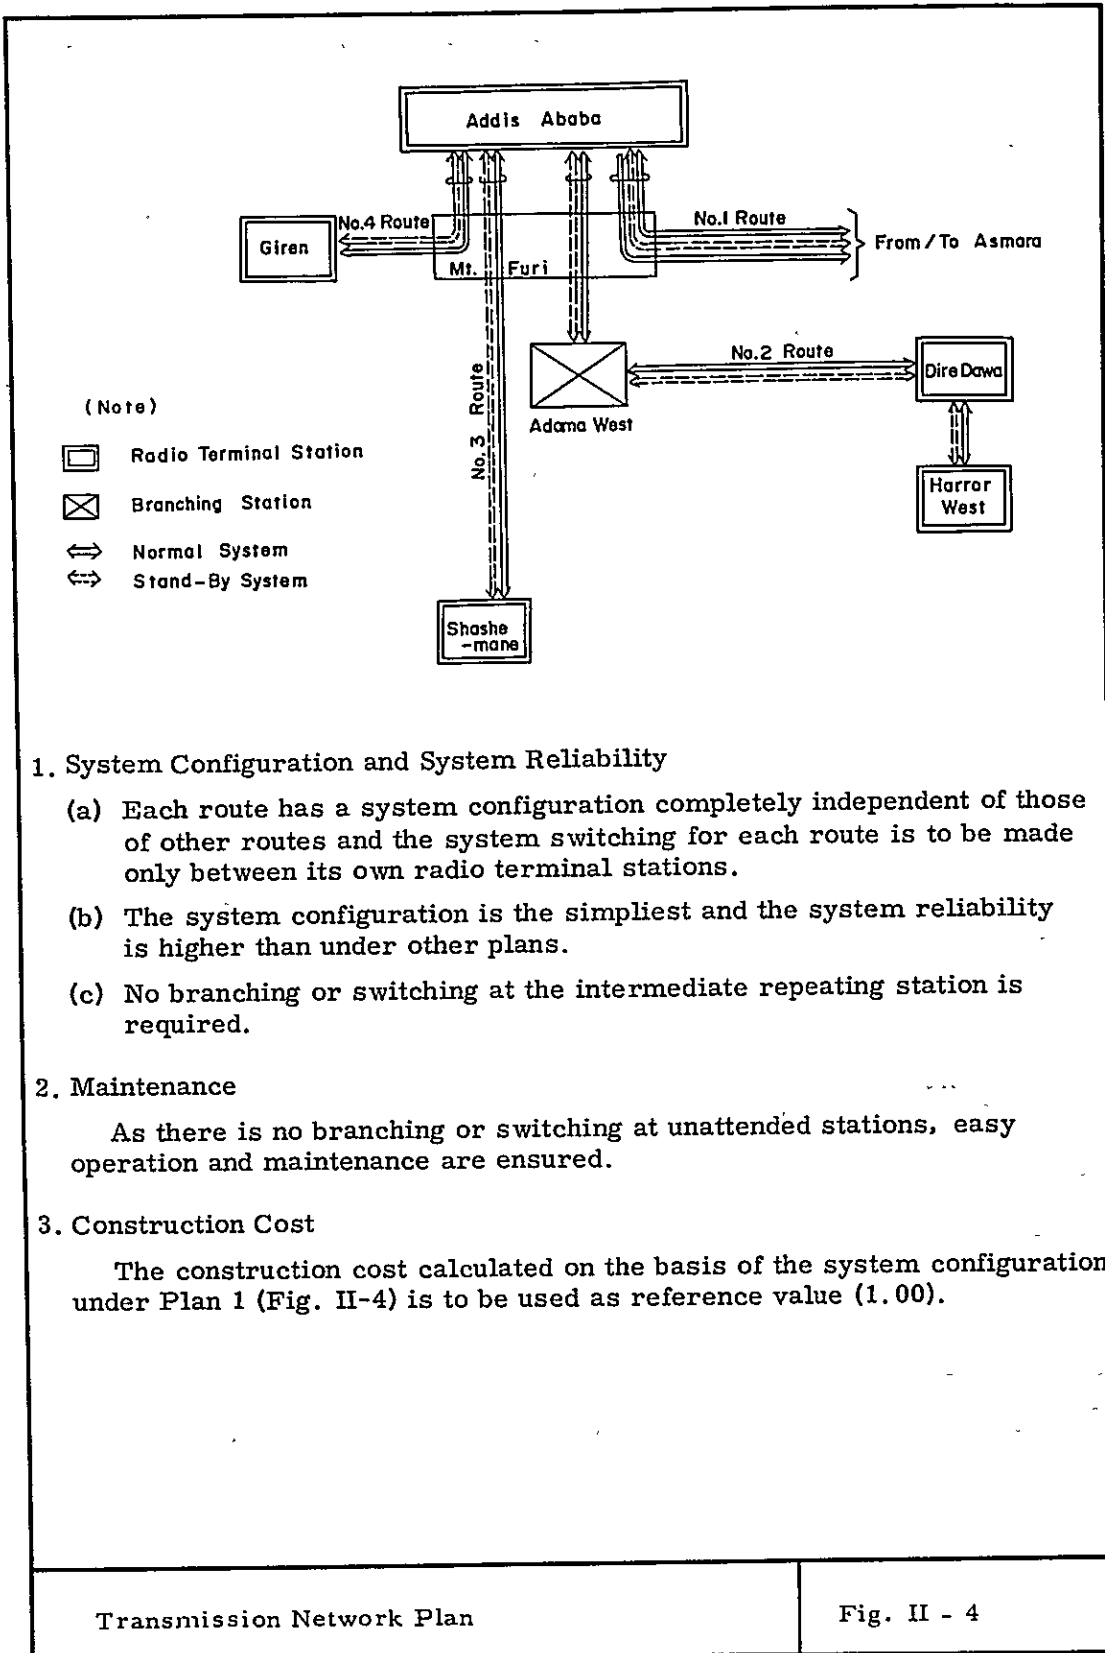 Addis Ababa
No.4 Route
No.1 Route
Giren
From/To Asmara
Mt. Furi
No.2 Route
Dire Dawa
No.3 Route
(Note)
Adama West
Radio Terminal Station
Harrar
West
Branching Station
Normal System
Stand-By System
Shashe
-mane
1. System Configuration and System Reliability
(a) Each route has a system configuration completely independent of those
of other routes and the system switching for each route is to be made
only between its own radio terminal stations.
(b) The system configuration is the simpliest and the system reliability
is higher than under other plans.
(c) No branching or switching at the intermediate repeating station is
required.
2. Maintenance
As there is no branching or switching at unattended stations, easy
operation and maintenance are ensured.
3. Construction Cost
The construction cost calculated on the basis of the system configuration
under Plan 1 (Fig. II-4) is to be used as reference value (1.00).
Transmission Network Plan
Fig. II - 4